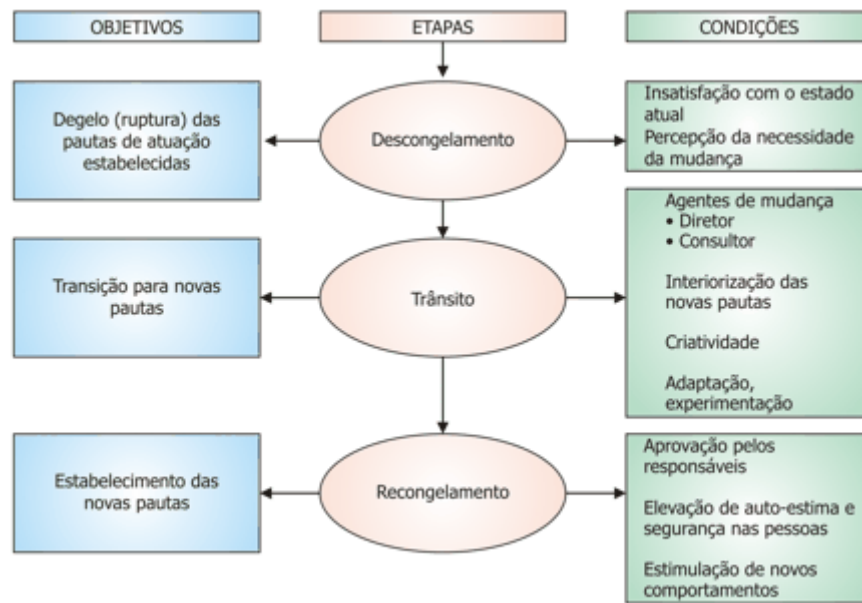 OBJETIVOS
ETAPAS
CONDIÇÕES
Degelo (ruptura) das
pautas de atuação
estabelecidas
Descongelamento
Insatisfação com o estado
atual
Percepção da necessidade
da mudança
Transição para novas
pautas
Trânsito
Agentes de mudança
• Diretor
• Consultor
Interiorização das
novas pautas
Criatividade
Adaptação,
experimentação
Estabelecimento das
novas pautas
Recongelamento
Aprovação pelos
responsáveis
Elevação de auto-estima e
segurança nas pessoas
Estimulação de novos
comportamentos